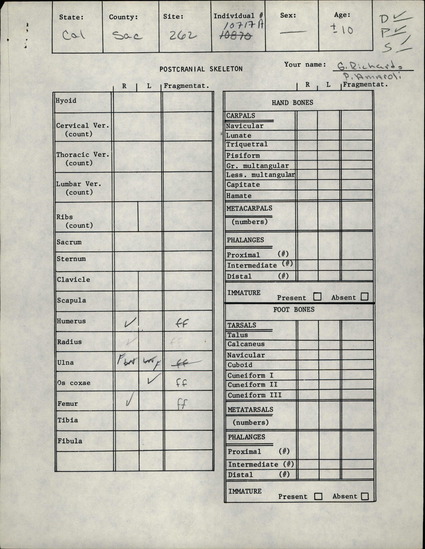 State: County: Site: Individual # Sex: Age:
Cal Sac 262 10717A — ±10
10870
D ✓
P ✓
S ✓
POSTCRANIAL SKELETON
Your name: G. Richards
R L Fragmentat.
Hyoid
Cervical Ver.
(count)
Thoracic Ver.
(count)
Lumbar Ver.
(count)
Ribs
(count)
Sacrum
Sternum
Clavicle
Scapula
Humerus ✓ ff
Radius
Ulna ff
Os coxae ✓ ff
Femur ✓ ff
Tibia
Fibula
R L Fragmentat.
HAND BONES
CARPALS
Navicular
Lunate
Triquetral
Pisiform
Gr. multangular
Less. multangular
Capitate
Hamate
METACARPALS
(numbers)
PHALANGES
Proximal (#)
Intermediate (#)
Distal (#)
IMMATURE Present ☐ Absent ☐
FOOT BONES
TARSALS
Talus
Calcaneus
Navicular
Cuboid
Cuneiform I
Cuneiform II
Cuneiform III
METATARSALS
(numbers)
PHALANGES
Proximal (#)
Intermediate (#)
Distal (#)
IMMATURE Present ☐ Absent ☐